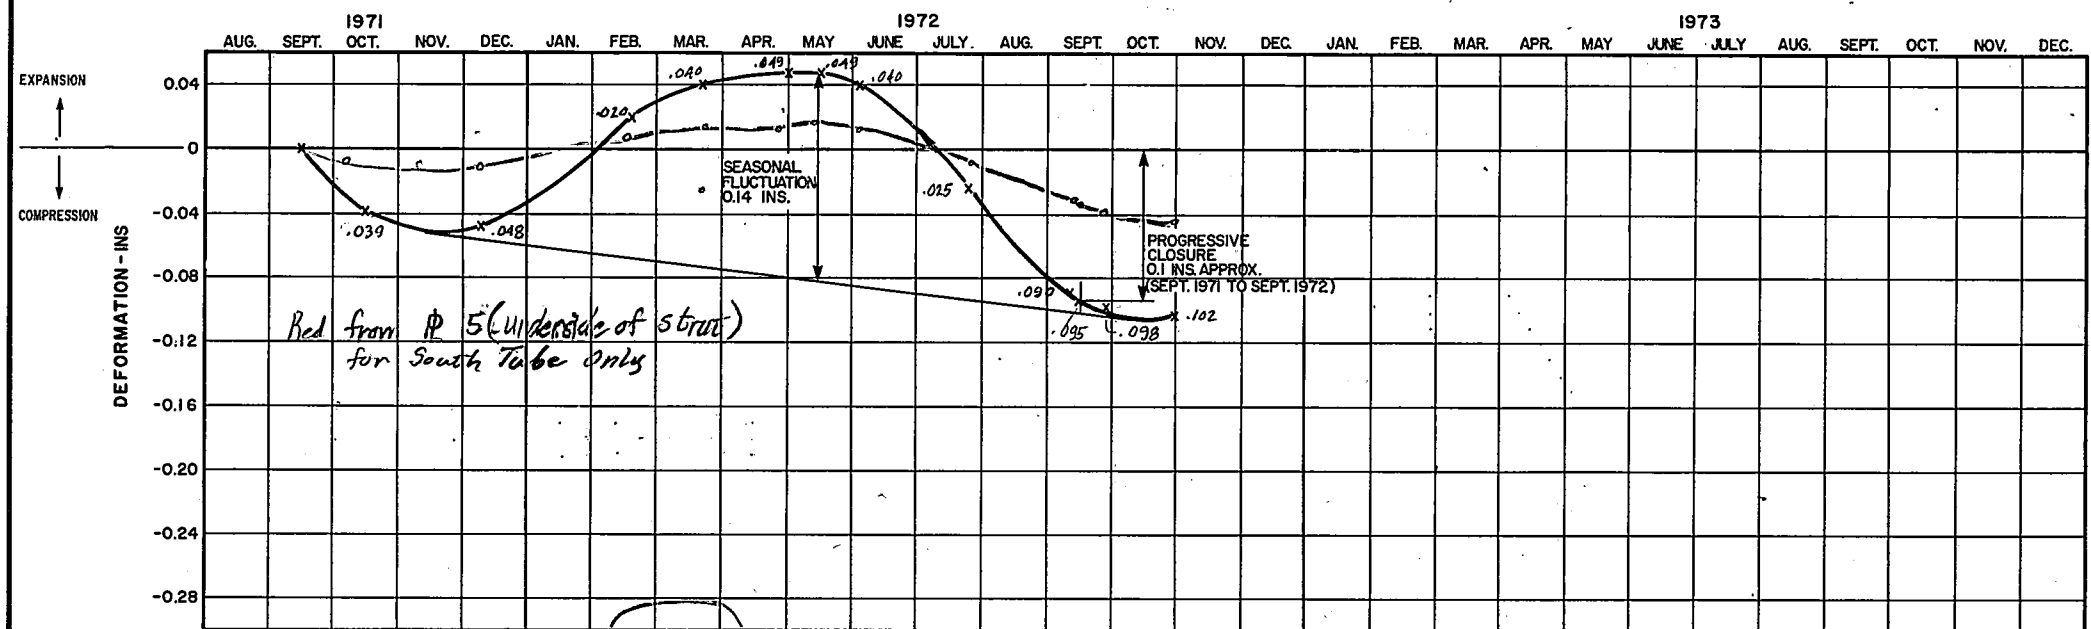 1971 1972 1973
AUG. SEPT. OCT. NOV. DEC. JAN. FEB. MAR. APR. MAY JUNE JULY. AUG. SEPT. OCT. NOV. DEC. JAN. FEB. MAR. APR. MAY JUNE JULY AUG. SEPT. OCT. NOV. DEC.
EXPANSION
COMPRESSION
DEFORMATION-INS
0.04
0
-0.04
-0.08
-0.12
-0.16
-0.20
-0.24
-0.28
.039
.048
.020
.040
.049
.049
.040
.025
.090
.095
.098
.102
SEASONAL
FLUCTUATION
0.14 INS.
PROGRESSIVE
CLOSURE
0.1 INS. APPROX.
(SEPT. 1971 TO SEPT. 1972)
Red from 5 (underside of strut)
for South Tube Only